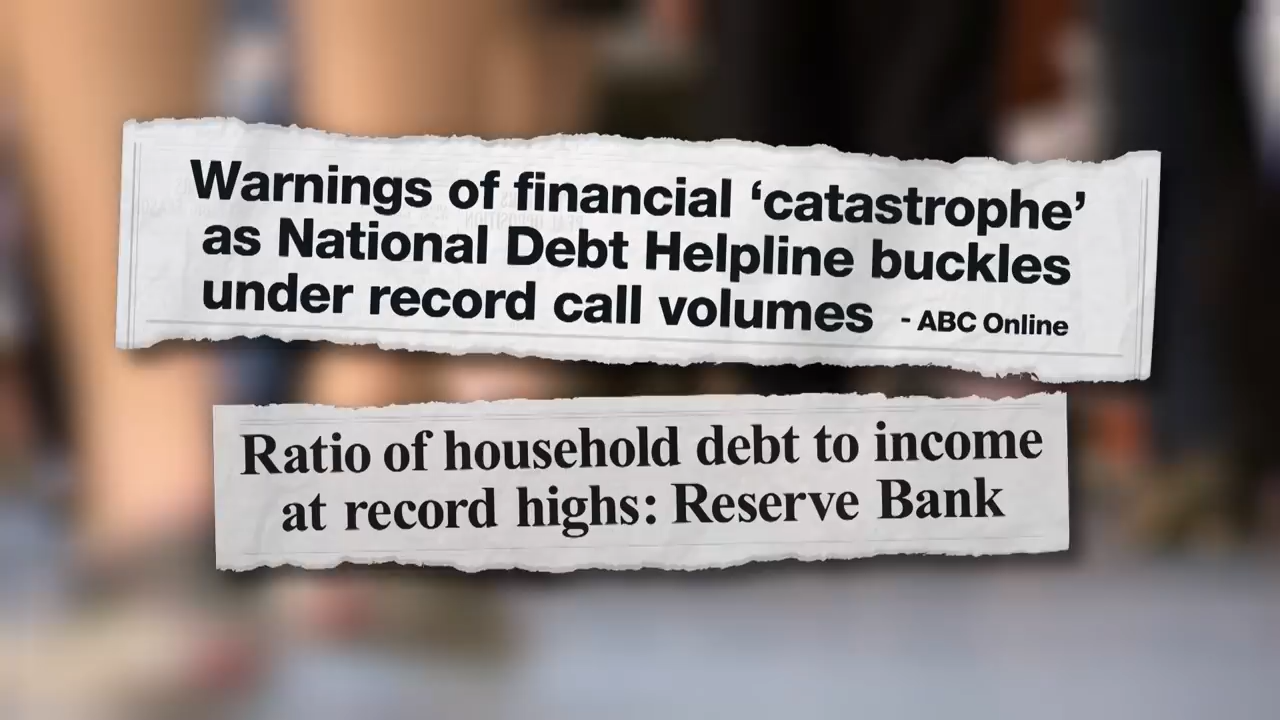 Warnings of financial ‘catastrophe’
as National Debt Helpline buckles
under record call volumes - ABC Online
Ratio of household debt to income
at record highs: Reserve Bank